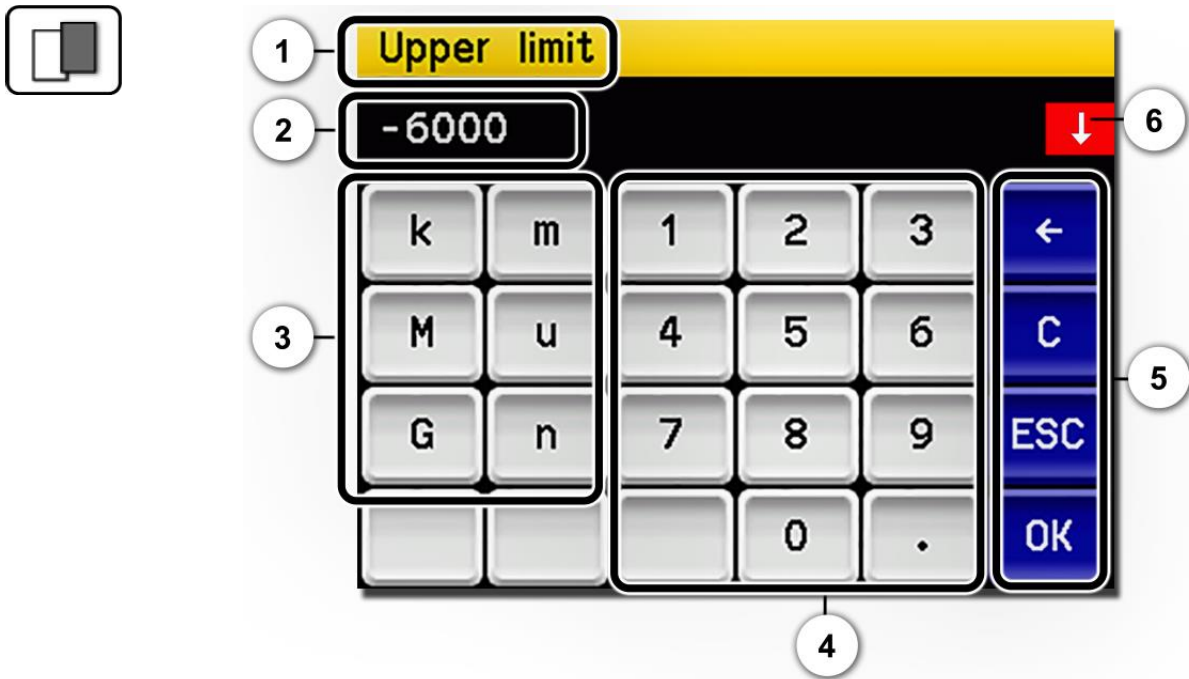 1 Upper limit
2 -6000 ↓ 6
k m 1 2 3 ←
3 M u 4 5 6 C
5
G n 7 8 9 ESC
0 . OK
4